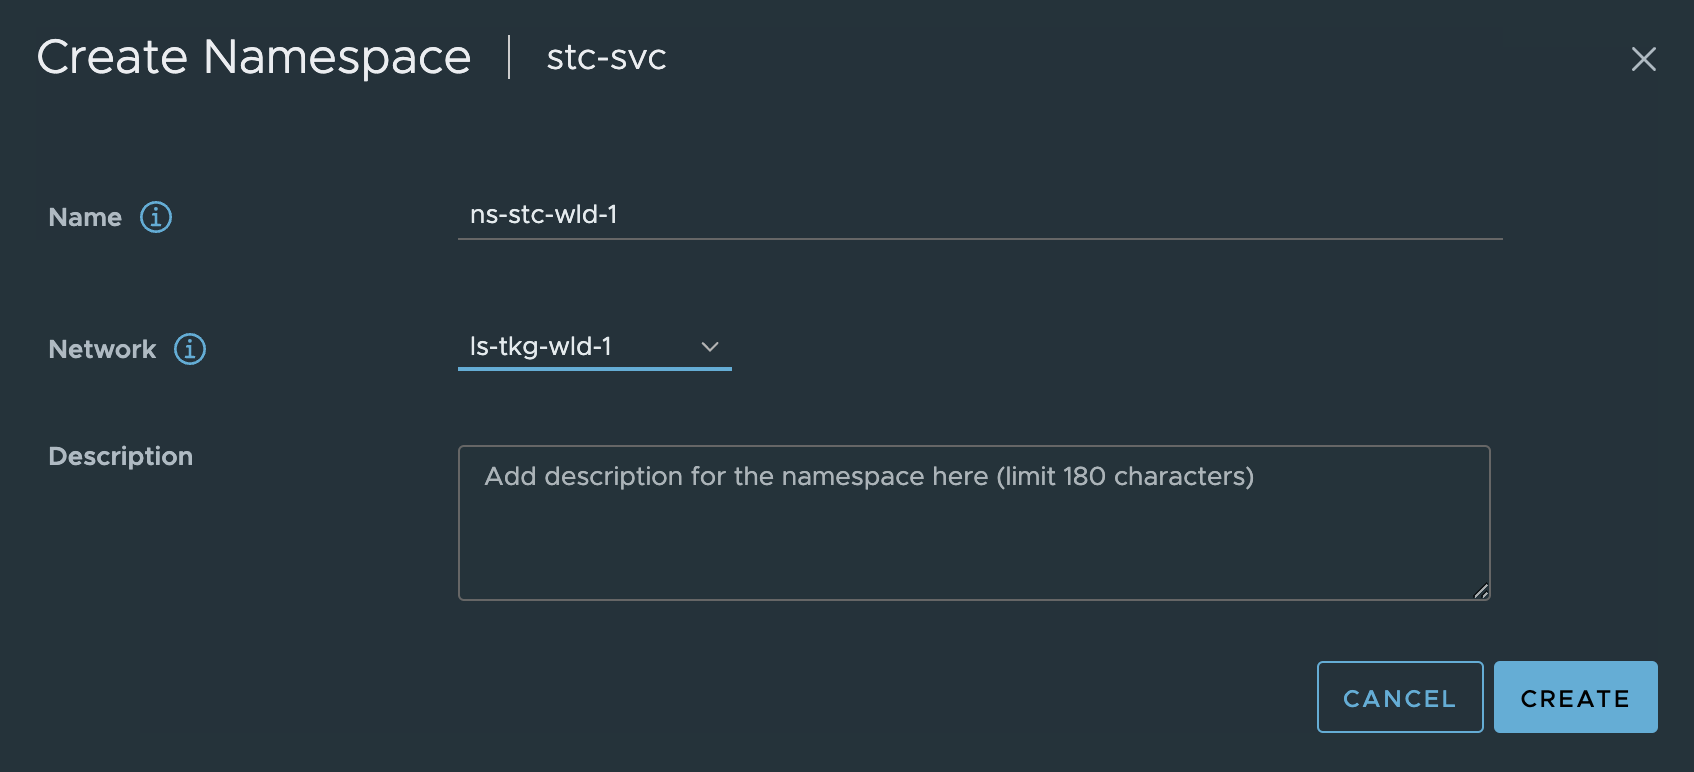 Create Namespace | stc-svc
Name
ns-stc-wld-1
Network
ls-tkg-wld-1
Description
Add description for the namespace here (limit 180 characters)
CANCEL CREATE